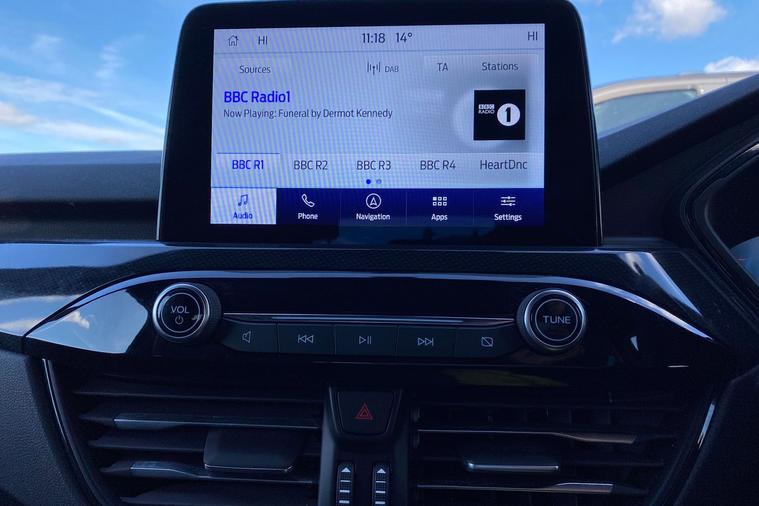 HI 11:18 14° HI
Sources DAB TA Stations
BBC Radio1
Now Playing: Funeral by Dermot Kennedy
BBC
RADIO 1
BBC R1 BBC R2 BBC R3 BBC R4 HeartDnc
Audio Phone Navigation Apps Settings
VOL TUNE